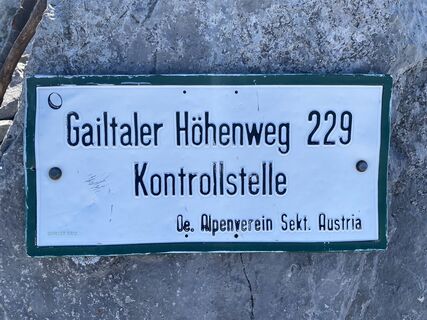 Gailtaler Höhenweg 229
Kontrollstelle
Oe. Alpenverein Sekt. Austria